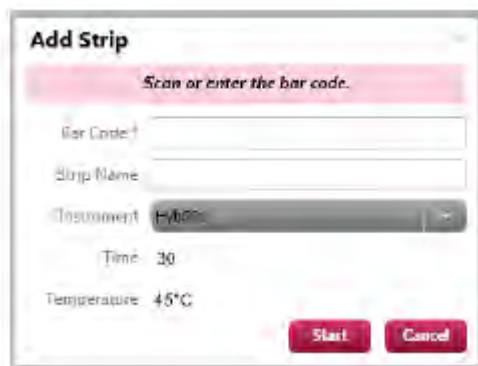 Add Strip
Scan or enter the bar code.
Bar Code *
Strip Name
Instrument
Time 30
Temperature 45°C
Start Cancel